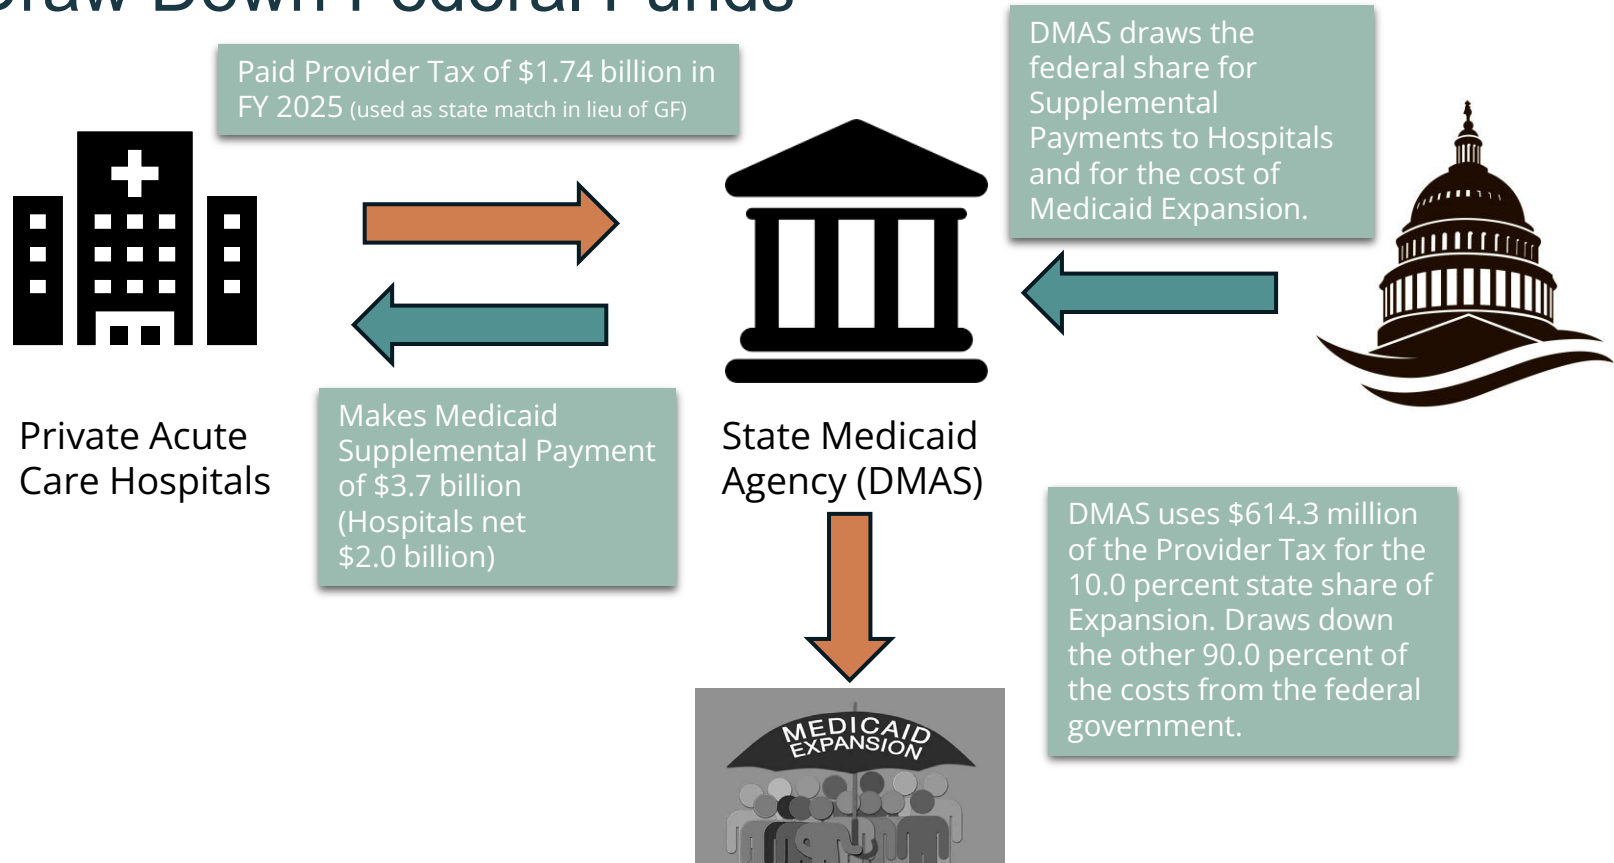 Draw Down Federal Funds
Paid Provider Tax of $1.74 billion in
FY 2025 (used as state match in lieu of GF)
DMAS draws the
federal share for
Supplemental
Payments to Hospitals
and for the cost of
Medicaid Expansion.
Private Acute
Care Hospitals
Makes Medicaid
Supplemental Payment
of $3.7 billion
(Hospitals net
$2.0 billion)
State Medicaid
Agency (DMAS)
DMAS uses $614.3 million
of the Provider Tax for the
10.0 percent state share of
Expansion. Draws down
the other 90.0 percent of
the costs from the federal
government.
MEDICAID
EXPANSION